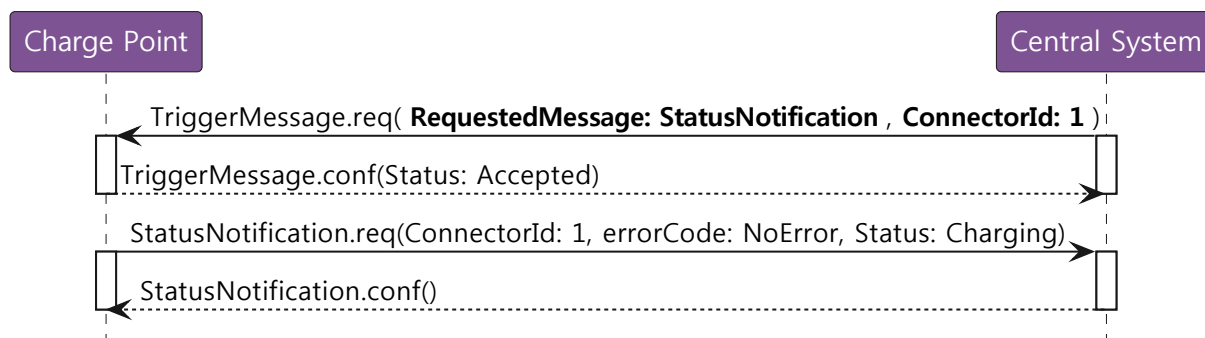 Charge Point
Central System
TriggerMessage.req( RequestedMessage: StatusNotification , ConnectorId: 1 )
TriggerMessage.conf(Status: Accepted)
StatusNotification.req(ConnectorId: 1, errorCode: NoError, Status: Charging)
StatusNotification.conf()